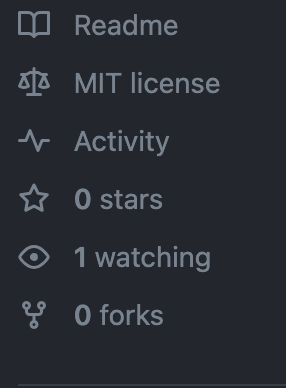 Readme
MIT license
Activity
0 stars
1 watching
0 forks